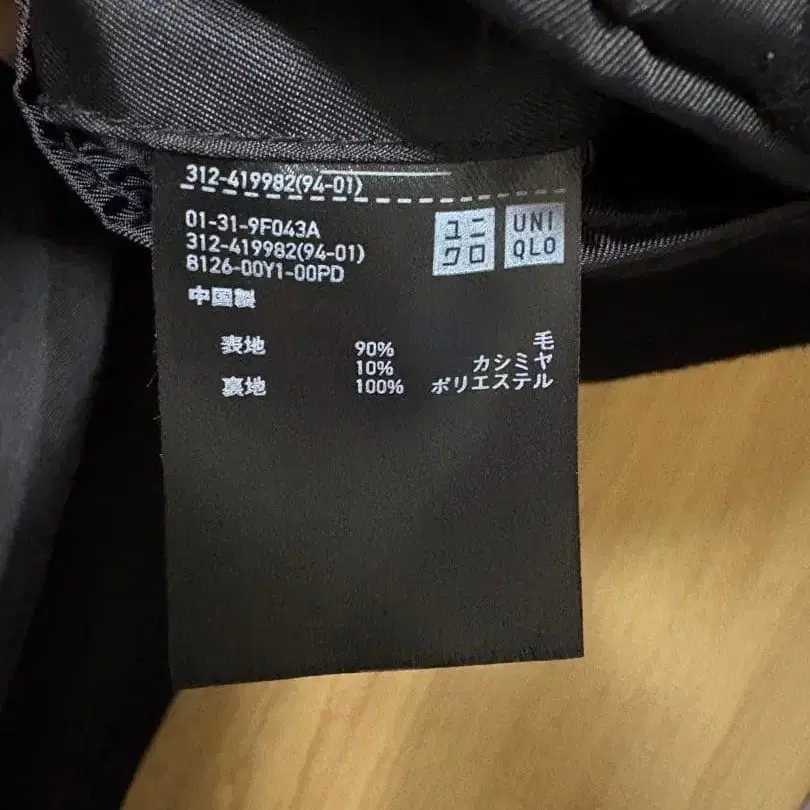 312-419982(94-01)
01-31-9F043A
312-419982(94-01)
8126-00Y1-00PD
中国製
ユニ
クロ
UNI
QLO
表地 90% 毛
10% カシミヤ
裏地 100% ポリエステル